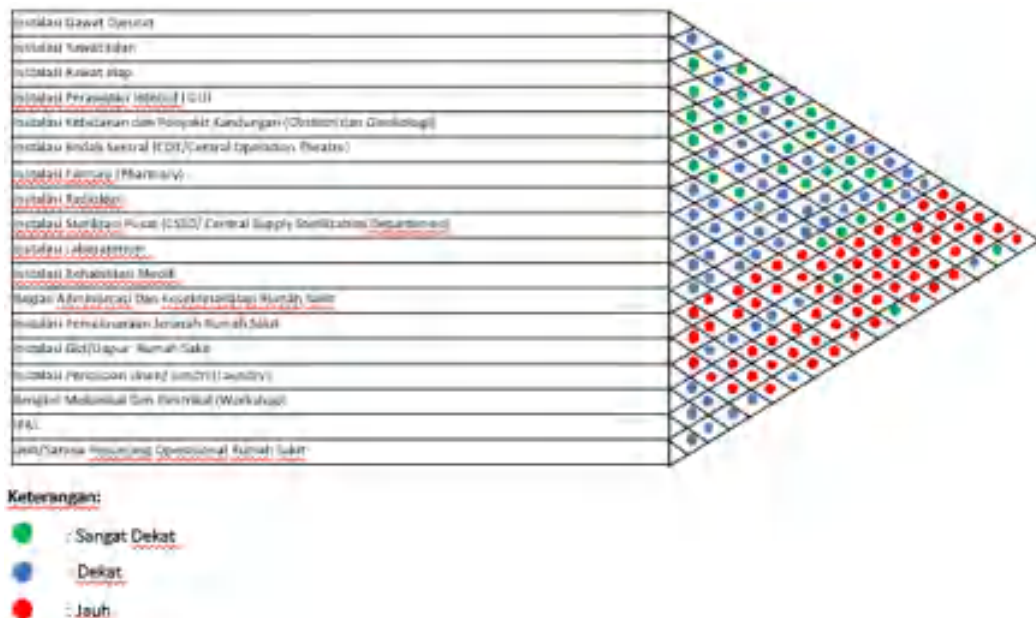 Instalasi Gawat Darurat
Instalasi Rawat Jalan
Instalasi Rawat Inap
Instalasi Perawatan Intensif (ICU)
Instalasi Kebidanan dan Penyakit Kandungan (Obstetri dan Ginekologi)
Instalasi Bedah Sentral (COT/Central Operation Theatre)
Instalasi Farmasi (Pharmacy)
Instalasi Radiologi
Instalasi Sterilisasi Pusat (CSSD/ Central Supply Sterilization Departement)
Instalasi Laboratorium
Instalasi Rehabilitasi Medik
Bagian Administrasi Dan Kesekretariatan Rumah Sakit
Instalasi Pemulasaraan Jenazah Rumah Sakit
Instalasi Gizi/Dapur Rumah Sakit
Instalasi Pencucian Linen/ Londri(Laundry)
Bengkel Mekanikal Dan Elektrikal (Workshop)
IPAL
Penunjang Operasional Rumah Sakit
Keterangan:
: Sangat Dekat
: Dekat
: Jauh